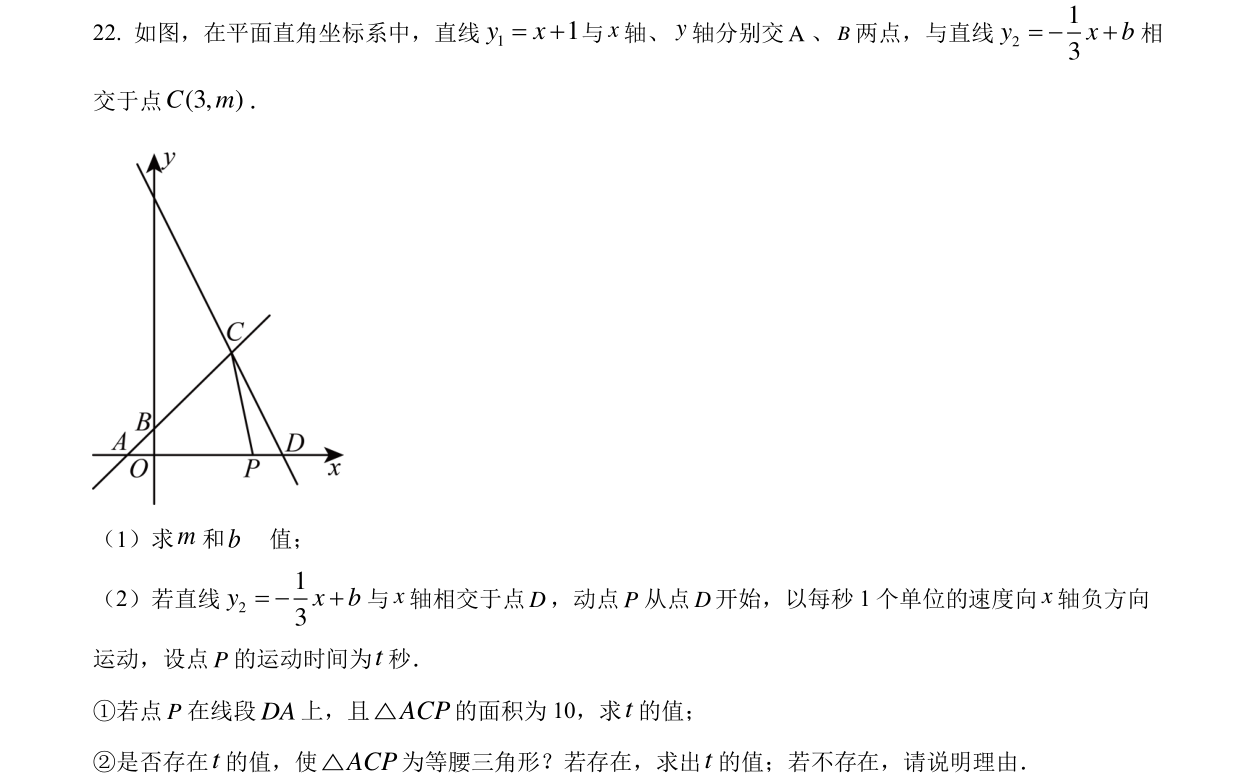 22. 如图，在平面直角坐标系中，直线 y₁ = x+1 与 x 轴、 y 轴分别交 A 、 B 两点，与直线 y₂ = −1/3 x+b 相
交于点 C(3,m)．
y
C
B
A
D
O
P
x
（1）求 m 和 b 值；
（2）若直线 y₂ = −1/3 x+b 与 x 轴相交于点 D，动点 P 从点 D 开始，以每秒 1 个单位的速度向 x 轴负方向
运动，设点 P 的运动时间为 t 秒．
①若点 P 在线段 DA 上，且 △ACP 的面积为 10，求 t 的值；
②是否存在 t 的值，使 △ACP 为等腰三角形？若存在，求出 t 的值；若不存在，请说明理由．